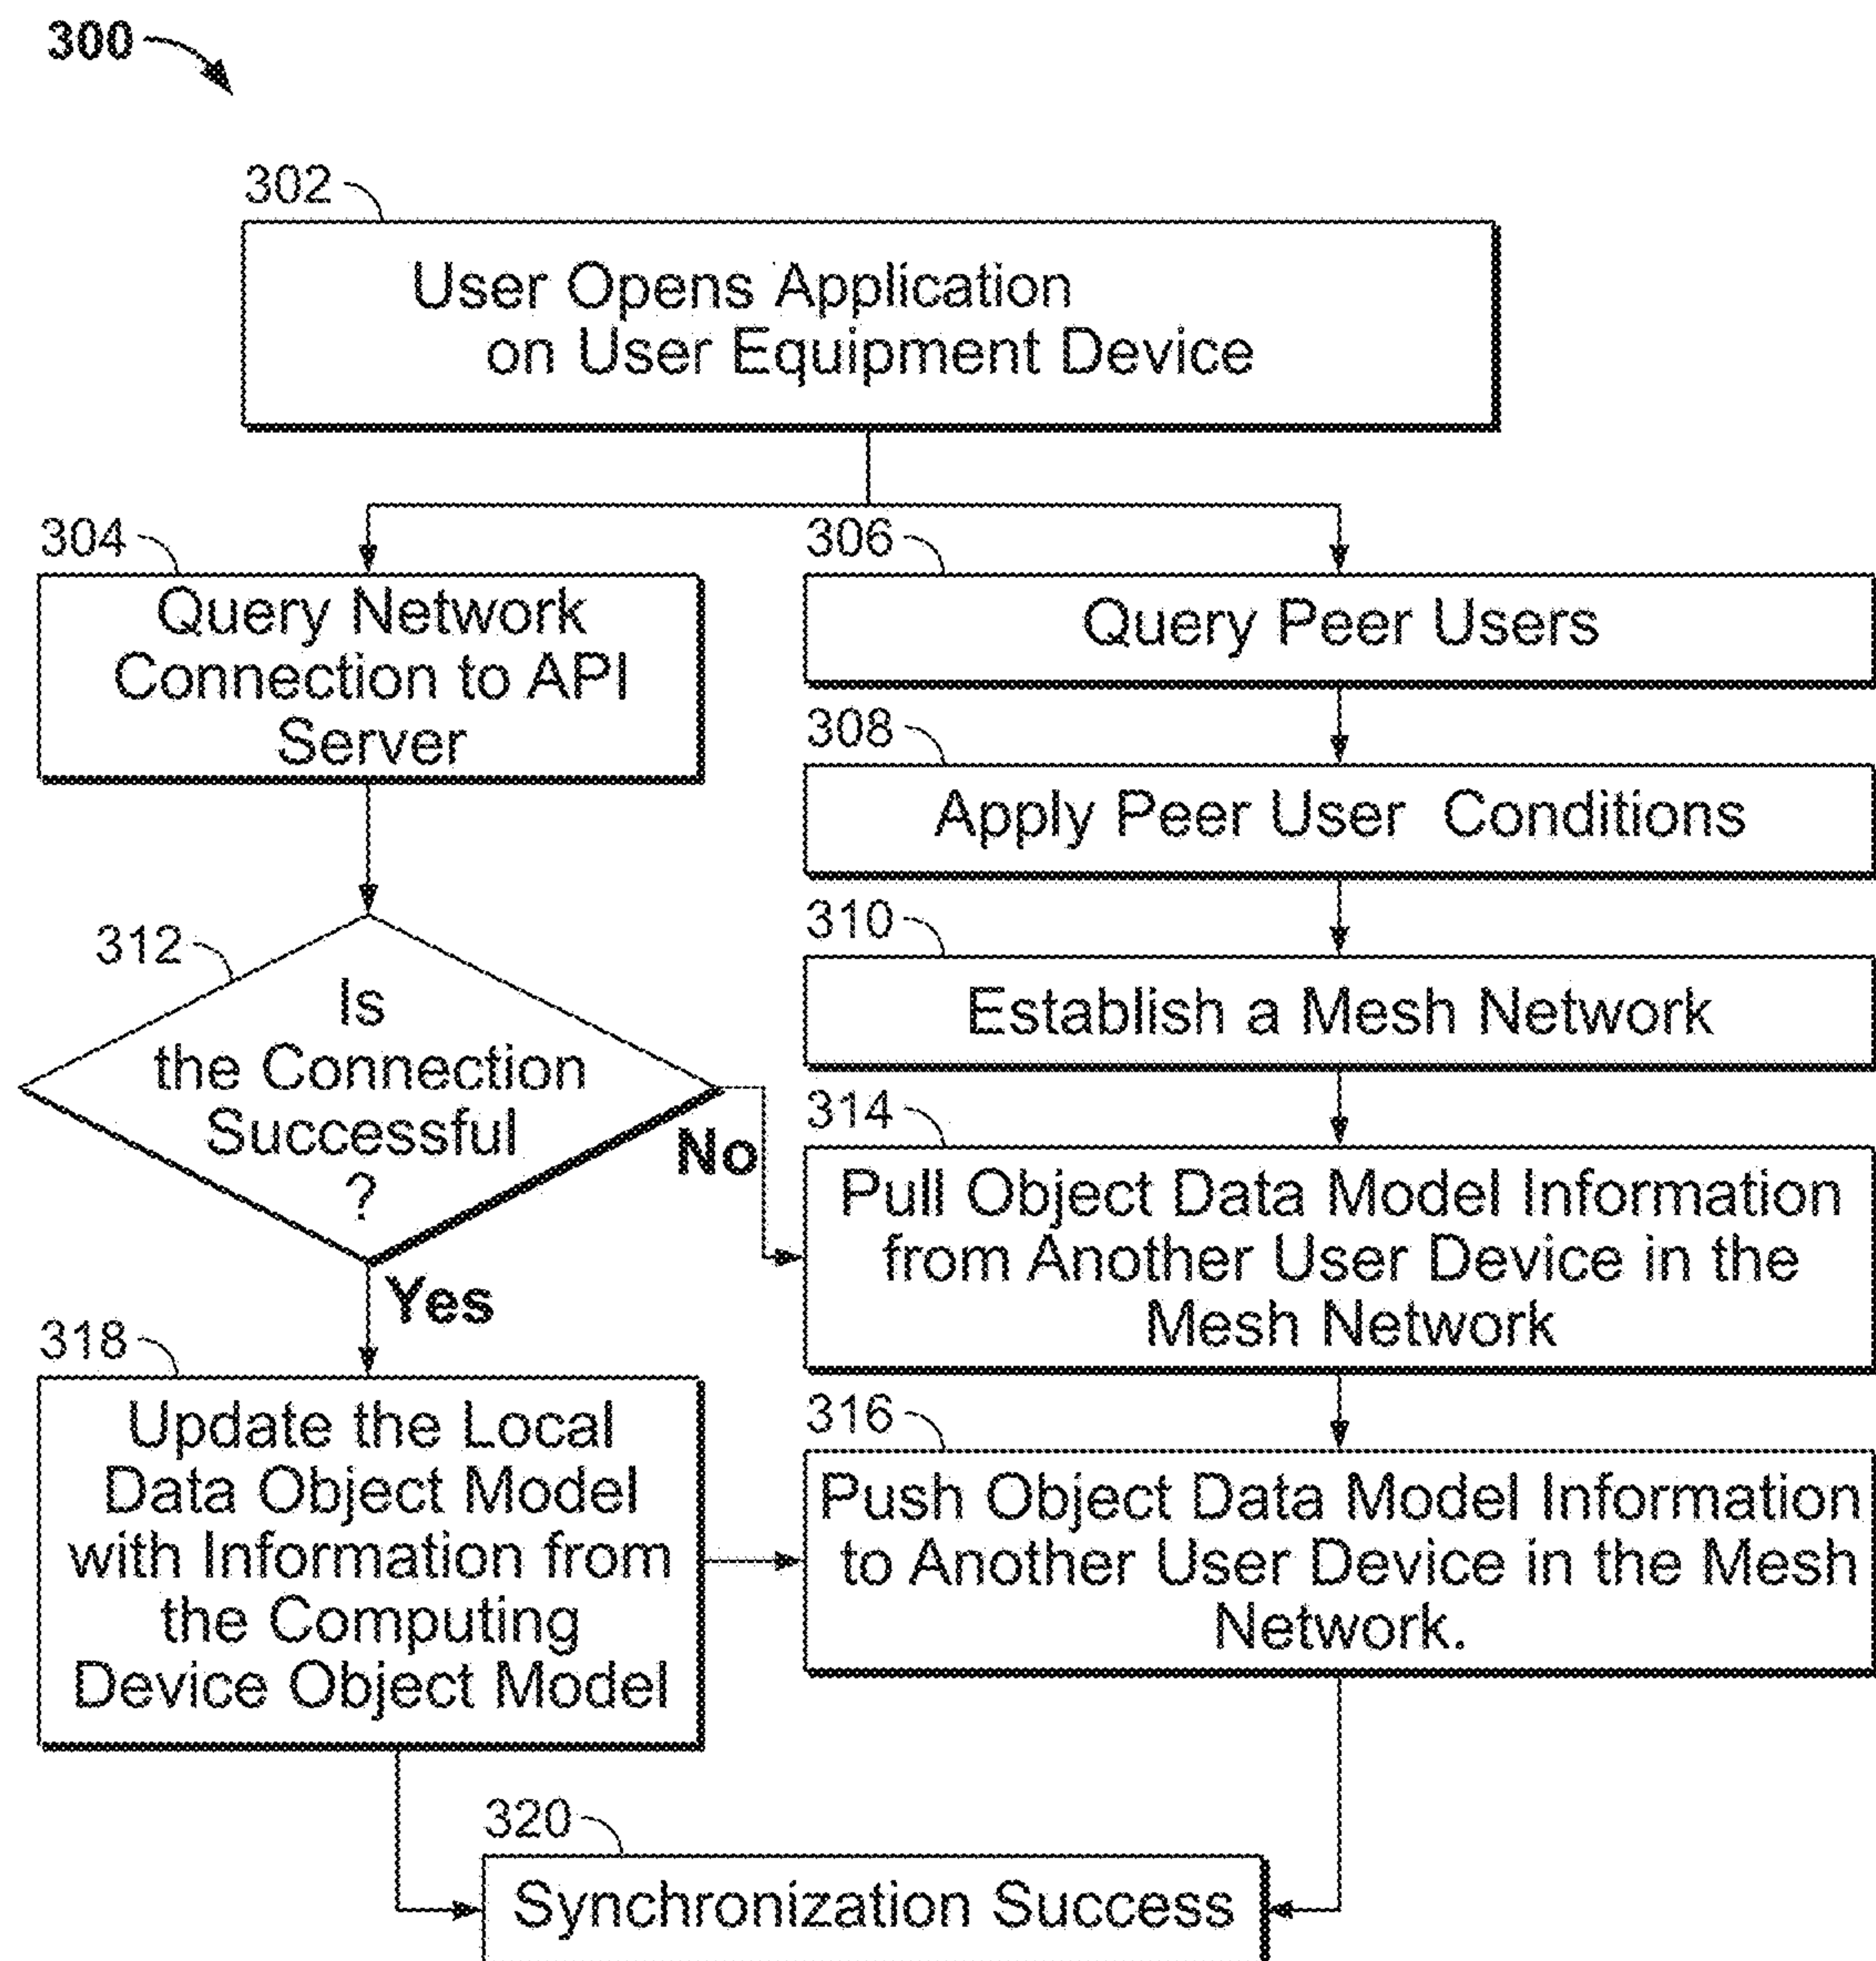 300
302
User Opens Application
on User Equipment Device
304
Query Network
Connection to API
Server
306
Query Peer Users
308
Apply Peer User Conditions
310
Establish a Mesh Network
312
Is
the Connection
Successful
?
No
Yes
314
Pull Object Data Model Information
from Another User Device in the
Mesh Network
318
Update the Local
Data Object Model
with Information from
the Computing
Device Object Model
316
Push Object Data Model Information
to Another User Device in the Mesh
Network.
320
Synchronization Success